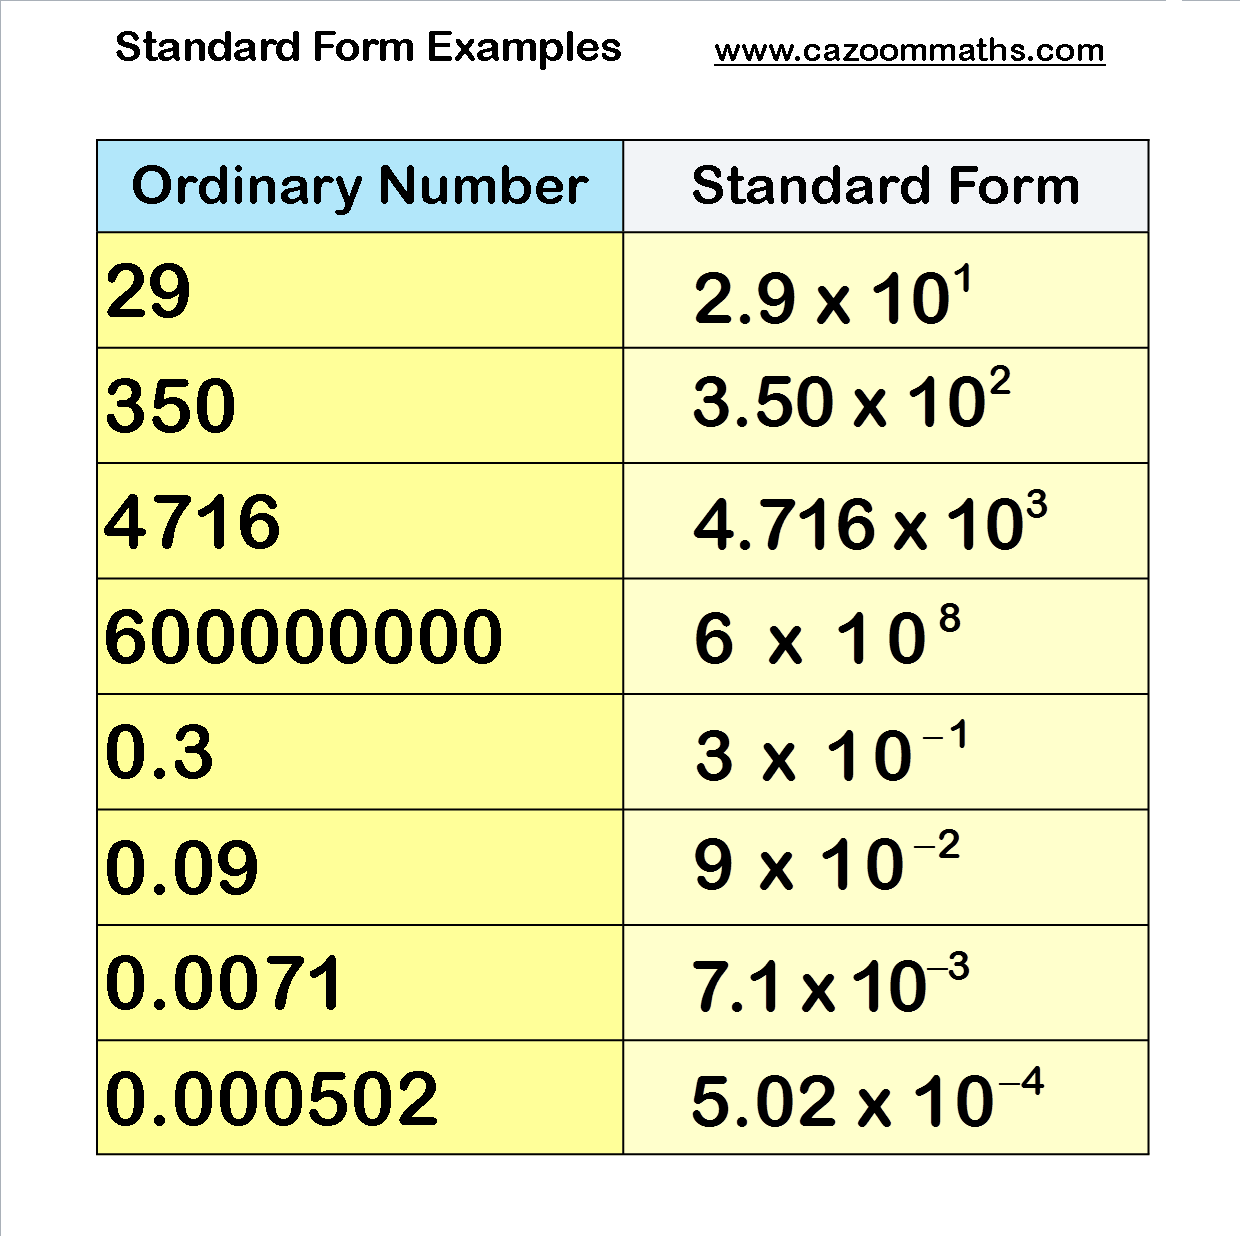 Standard Form Examples www.cazoommaths.com
Ordinary Number Standard Form
29 2.9 x 10¹
350 3.50 x 10²
4716 4.716 x 10³
600000000 6 x 10⁸
0.3 3 x 10⁻¹
0.09 9 x 10⁻²
0.0071 7.1 x 10⁻³
0.000502 5.02 x 10⁻⁴